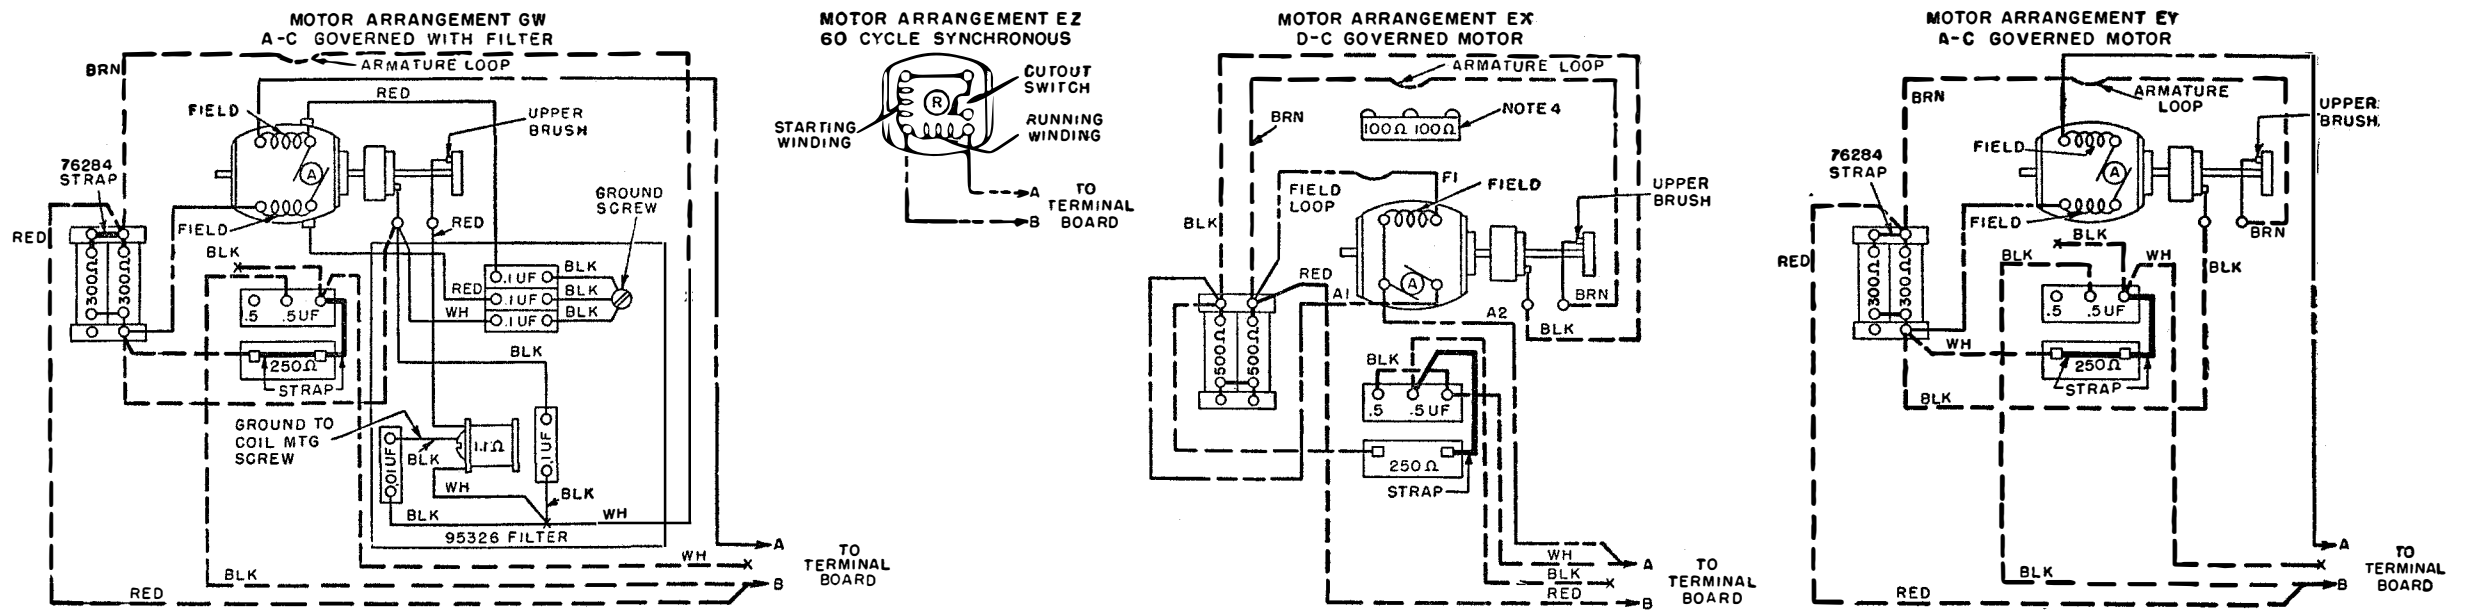 MOTOR ARRANGEMENT GW
A-C GOVERNED WITH FILTER
BRN
ARMATURE LOOP
RED
FIELD
UPPER
BRUSH
76284
STRAP
A
GROUND
SCREW
RED
FIELD
RED
BLK
300Ω 300Ω
.1UF
BLK
RED
.1UF
BLK
WH
.1UF
BLK
.5 .5UF
BLK
250Ω
STRAP
GROUND TO
COIL MTG
SCREW
.01UF
BLK
1.1Ω
.1UF
WH
BLK
BLK
WH
95326 FILTER
A
WH
X
BLK
B
RED
TO
TERMINAL
BOARD
MOTOR ARRANGEMENT EZ
60 CYCLE SYNCHRONOUS
CUTOUT
SWITCH
R
STARTING
WINDING
RUNNING
WINDING
A
B
TO
TERMINAL
BOARD
MOTOR ARRANGEMENT EX
D-C GOVERNED MOTOR
ARMATURE LOOP
NOTE 4
100Ω 100Ω
BRN
FIELD
LOOP
F1
FIELD
UPPER
BRUSH
BLK
RED
A
A1
BRN
A2
BLK
500Ω 500Ω
BLK
.5 .5UF
250Ω
STRAP
WH
A
BLK
X
RED
B
TO
TERMINAL
BOARD
MOTOR ARRANGEMENT EY
A-C GOVERNED MOTOR
BRN
ARMATURE
LOOP
UPPER
BRUSH
FIELD
76284
STRAP
A
FIELD
BRN
BLK
RED
BLK
WH
BLK
300Ω 300Ω
.5 .5UF
WH
250Ω
STRAP
BLK
A
X
BLK
B
RED
TO
TERMINAL
BOARD